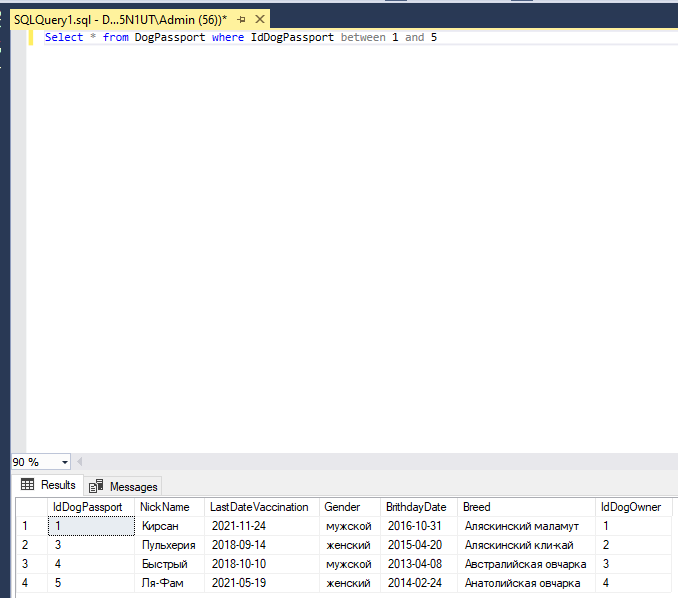 SQLQuery1.sql - D...5N1UT\Admin (56))*
Select * from DogPassport where IdDogPassport between 1 and 5
90 %
Results Messages
IdDogPassport NickName LastDateVaccination Gender BrithdayDate Breed IdDogOwner
1 1 Кирсан 2021-11-24 мужской 2016-10-31 Аляскинский маламут 1
2 3 Пульхерия 2018-09-14 женский 2015-04-20 Аляскинский кли-кай 2
3 4 Быстрый 2018-10-10 мужской 2013-04-08 Австралийская овчарка 3
4 5 Ля-Фам 2021-05-19 женский 2014-02-24 Анатолийская овчарка 4